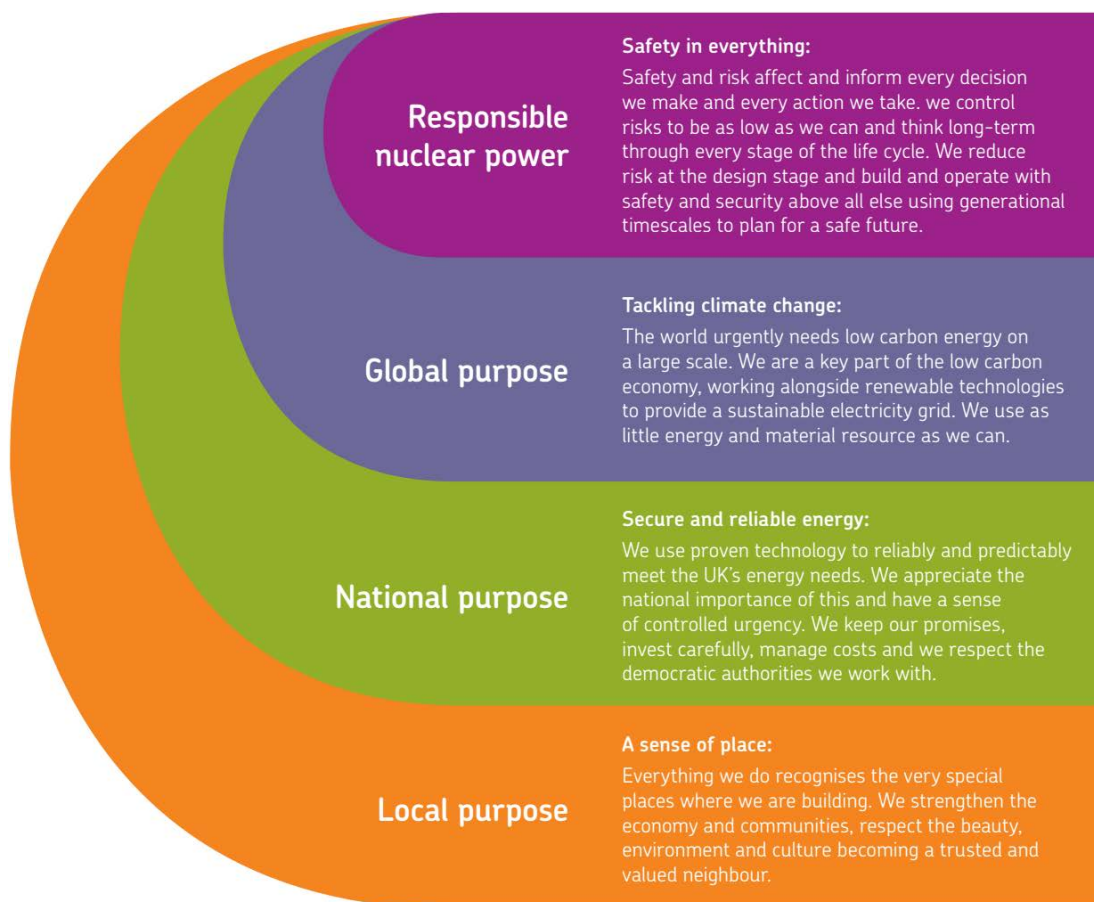 Responsible
nuclear power
Safety in everything:
Safety and risk affect and inform every decision
we make and every action we take. we control
risks to be as low as we can and think long-term
through every stage of the life cycle. We reduce
risk at the design stage and build and operate with
safety and security above all else using generational
timescales to plan for a safe future.
Global purpose
Tackling climate change:
The world urgently needs low carbon energy on
a large scale. We are a key part of the low carbon
economy, working alongside renewable technologies
to provide a sustainable electricity grid. We use as
little energy and material resource as we can.
National purpose
Secure and reliable energy:
We use proven technology to reliably and predictably
meet the UK’s energy needs. We appreciate the
national importance of this and have a sense
of controlled urgency. We keep our promises,
invest carefully, manage costs and we respect the
democratic authorities we work with.
Local purpose
A sense of place:
Everything we do recognises the very special
places where we are building. We strengthen the
economy and communities, respect the beauty,
environment and culture becoming a trusted and
valued neighbour.